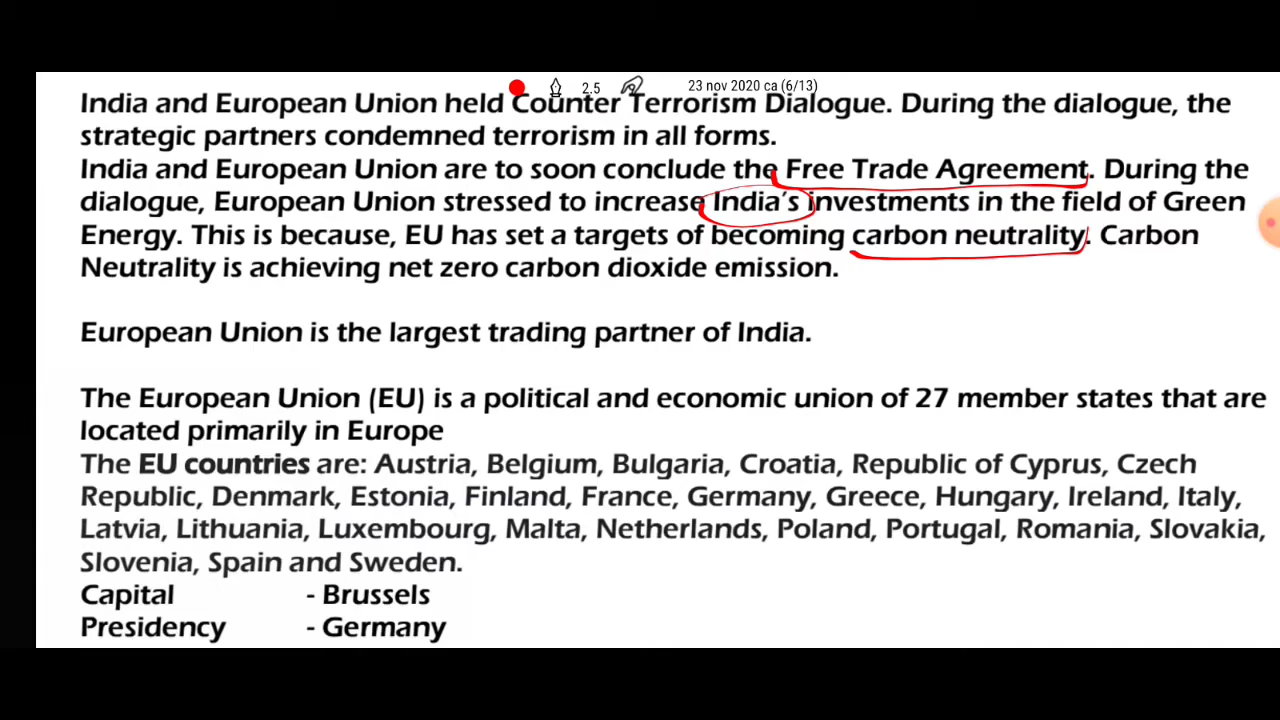 2.5 23 nov 2020 ca (6/13)
India and European Union held Counter Terrorism Dialogue. During the dialogue, the
strategic partners condemned terrorism in all forms.
India and European Union are to soon conclude the Free Trade Agreement. During the
dialogue, European Union stressed to increase India's investments in the field of Green
Energy. This is because, EU has set a targets of becoming carbon neutrality. Carbon
Neutrality is achieving net zero carbon dioxide emission.
European Union is the largest trading partner of India.
The European Union (EU) is a political and economic union of 27 member states that are
located primarily in Europe
The EU countries are: Austria, Belgium, Bulgaria, Croatia, Republic of Cyprus, Czech
Republic, Denmark, Estonia, Finland, France, Germany, Greece, Hungary, Ireland, Italy,
Latvia, Lithuania, Luxembourg, Malta, Netherlands, Poland, Portugal, Romania, Slovakia,
Slovenia, Spain and Sweden.
Capital - Brussels
Presidency - Germany